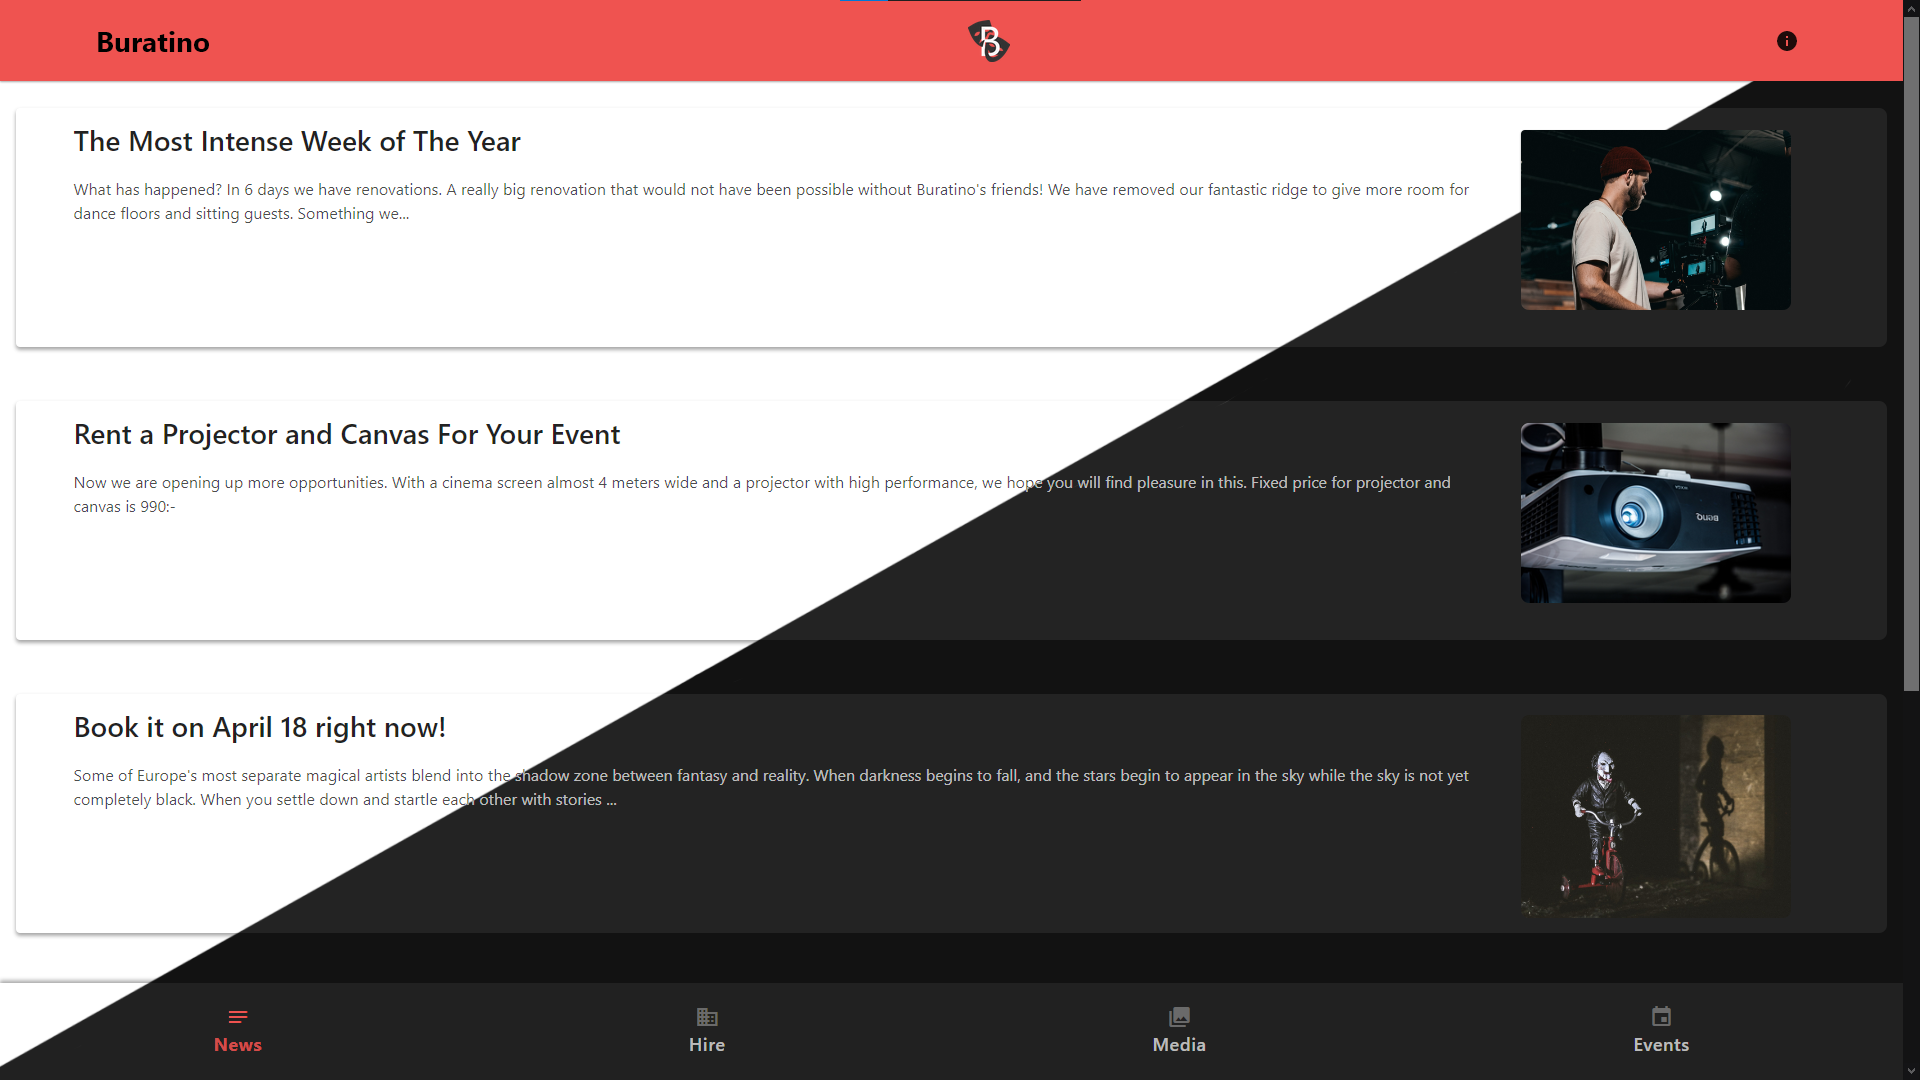 Buratino
B
The Most Intense Week of The Year
What has happened? In 6 days we have renovations. A really big renovation that would not have been possible without Buratino's friends! We have removed our fantastic ridge to give more room for
dance floors and sitting guests. Something we...
Rent a Projector and Canvas For Your Event
Now we are opening up more opportunities. With a cinema screen almost 4 meters wide and a projector with high performance, we hope you will find pleasure in this. Fixed price for projector and
canvas is 990:-
BenQ
Book it on April 18 right now!
Some of Europe's most separate magical artists blend into the shadow zone between fantasy and reality. When darkness begins to fall, and the stars begin to appear in the sky while the sky is not yet
completely black. When you settle down and startle each other with stories ...
News
Hire
Media
Events